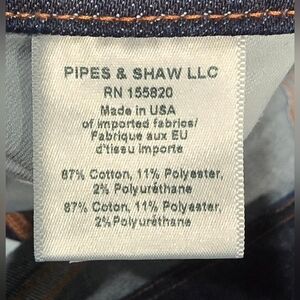 PIPES & SHAW LLC
RN 155820
Made in USA
of imported fabrics/
Fabrique aux EU
d'tissu importe
87% Cotton, 11% Polyester,
2% Polyuréthane
87% Coton, 11% Polyester,
2% Polyuréthane